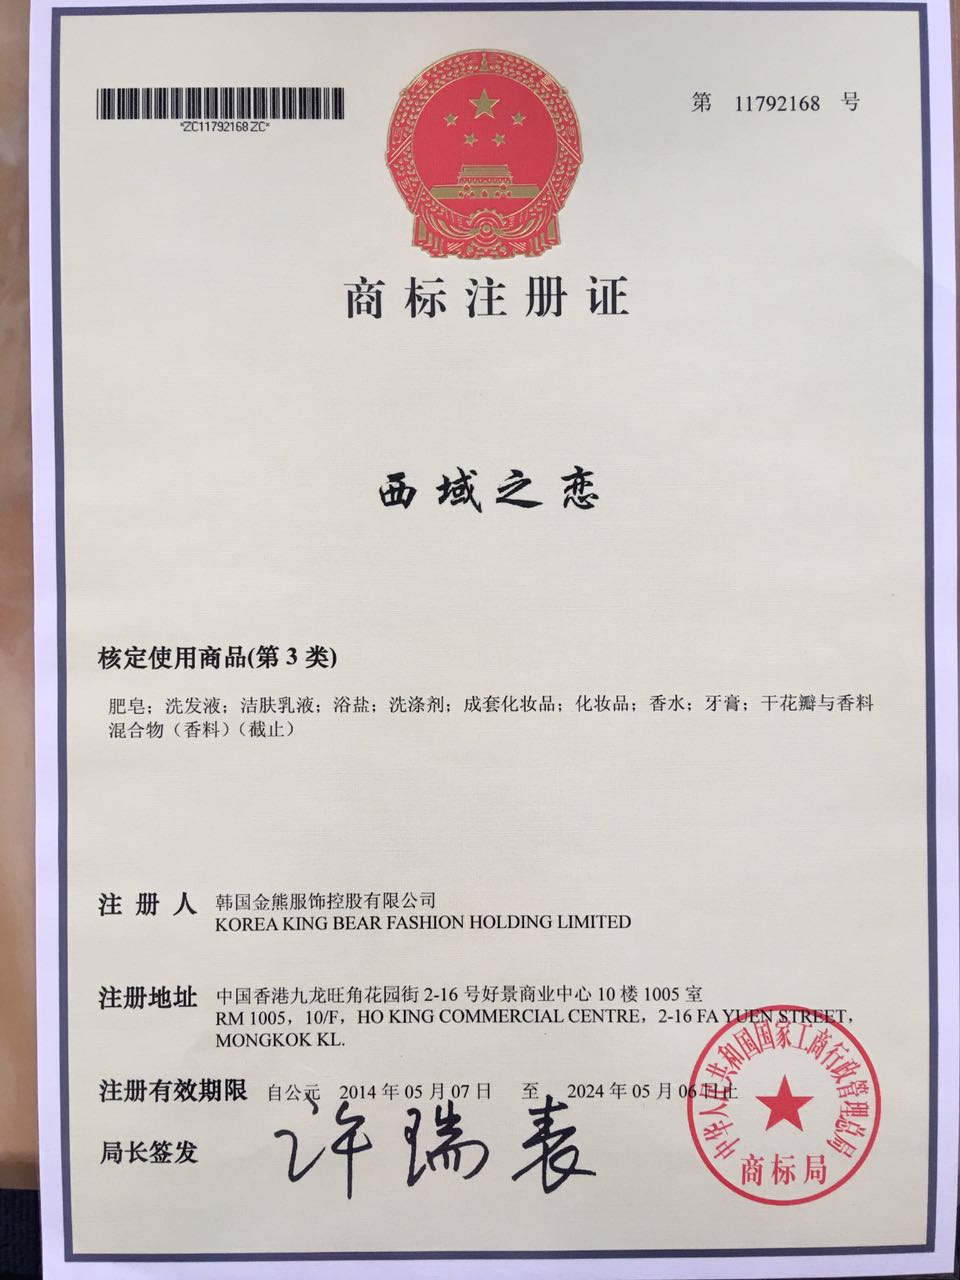 *ZC11792168ZC*
第 11792168 号
商标注册证
西域之恋
核定使用商品(第 3 类)
肥皂；洗发液；洁肤乳液；浴盐；洗涤剂；成套化妆品；化妆品；香水；牙膏；干花瓣与香料
混合物（香料）（截止）
注 册 人 韩国金熊服饰控股有限公司
KOREA KING BEAR FASHION HOLDING LIMITED
注册地址 中国香港九龙旺角花园街 2-16 号好景商业中心 10 楼 1005 室
RM 1005，10/F，HO KING COMMERCIAL CENTRE，2-16 FA YUEN STREET，
MONGKOK KL.
注册有效期限 自公元 2014 年 05 月 07 日 至 2024 年 05 月 06 日止
局长签发 许瑞表
中华人民共和国国家工商行政管理总局
商标局